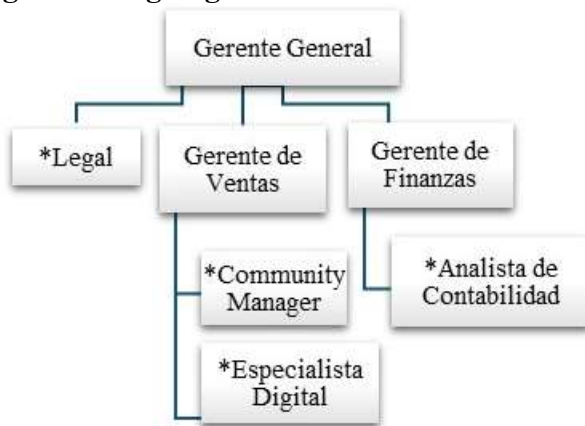 Gerente General
*Legal
Gerente de
Ventas
Gerente de
Finanzas
*Community
Manager
*Analista de
Contabilidad
*Especialista
Digital